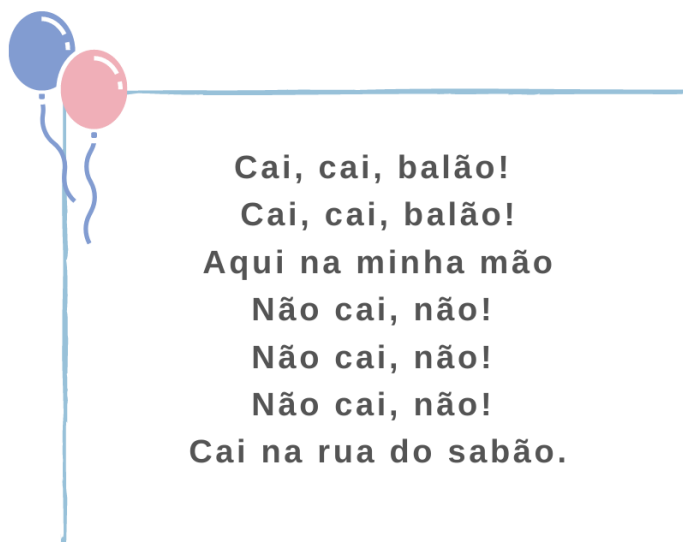 Cai, cai, balão!
Cai, cai, balão!
Aqui na minha mão
Não cai, não!
Não cai, não!
Não cai, não!
Cai na rua do sabão.